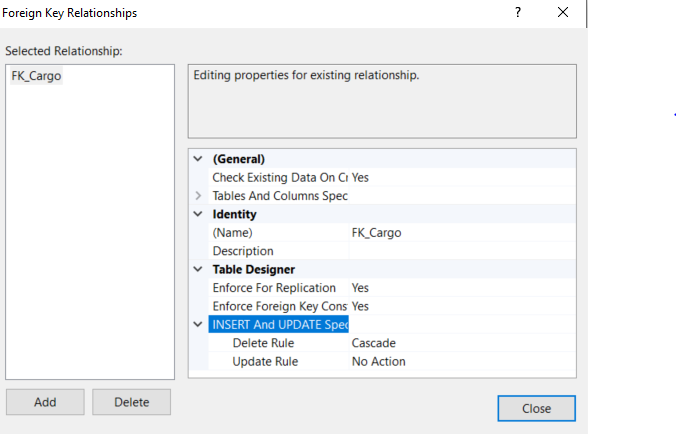 Foreign Key Relationships
?
Selected Relationship:
FK_Cargo
Editing properties for existing relationship.
(General)
Check Existing Data On Cr Yes
Tables And Columns Spec
Identity
(Name) FK_Cargo
Description
Table Designer
Enforce For Replication Yes
Enforce Foreign Key Cons Yes
INSERT And UPDATE Spec
Delete Rule Cascade
Update Rule No Action
Add Delete
Close